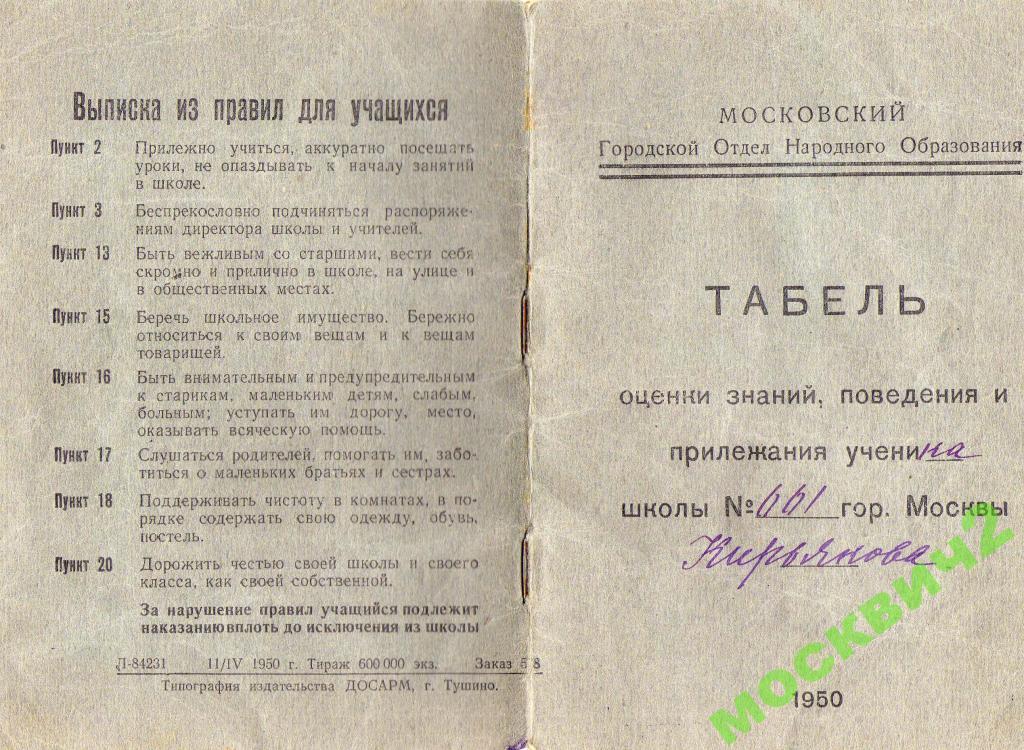 Выписка из правил для учащихся
Пункт 2 Прилежно учиться, аккуратно посещать
уроки, не опаздывать к началу занятий
в школе.
Пункт 3 Беспрекословно подчиняться распоряже-
ниям директора школы и учителей.
Пункт 13 Быть вежливым со старшими, вести себя
скромно и прилично в школе, на улице и
в общественных местах.
Пункт 15 Беречь школьное имущество. Бережно
относиться к своим вещам и к вещам
товарищей.
Пункт 16 Быть внимательным и предупредительным
к старикам, маленьким детям, слабым,
больным; уступать им дорогу, место,
оказывать всяческую помощь.
Пункт 17 Слушаться родителей, помогать им, забо-
титься о маленьких братьях и сестрах.
Пункт 18 Поддерживать чистоту в комнатах, в по-
рядке содержать свою одежду, обувь,
постель.
Пункт 20 Дорожить честью своей школы и своего
класса, как своей собственной.
За нарушение правил учащийся подлежит
наказанию вплоть до исключения из школы
Л-84231 11/IV 1950 г. Тираж 600 000 экз. Заказ
Типография издательства ДОСАРМ, г. Тушино.
МОСКОВСКИЙ
Городской Отдел Народного Образования
ТАБЕЛЬ
оценки знаний, поведения и
прилежания учени на
школы № 661 гор. Москвы
Кирьянова
1950
москвич2